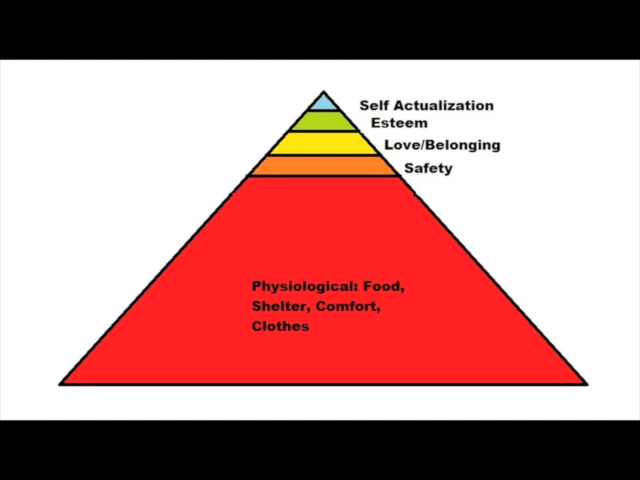 Self Actualization
Esteem
Love/Belonging
Safety
Physiological: Food,
Shelter, Comfort,
Clothes